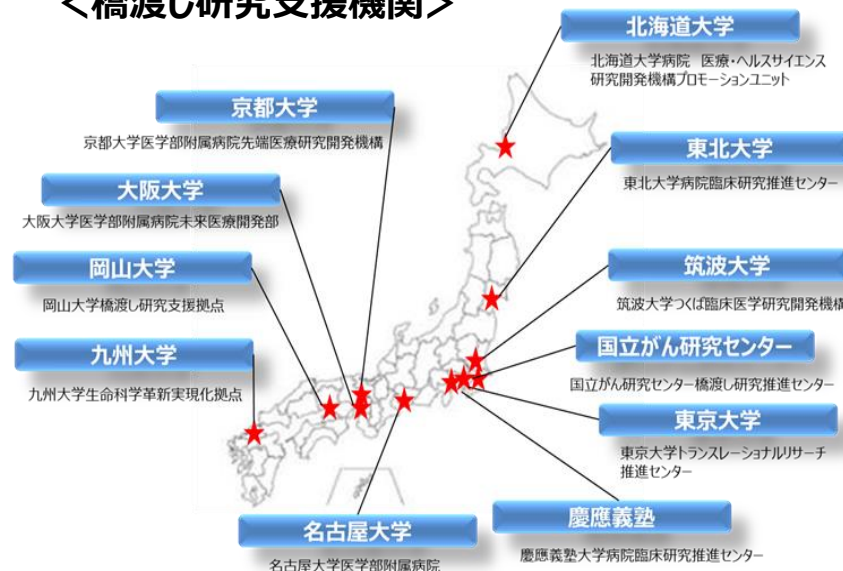 <橋渡し研究支援機関>
北海道大学
北海道大学病院 医療・ヘルスサイエンス
研究開発機構プロモーションユニット
京都大学
京都大学医学部附属病院先端医療研究開発機構
東北大学
東北大学病院臨床研究推進センター
大阪大学
大阪大学医学部附属病院未来医療開発部
岡山大学
岡山大学橋渡し研究支援拠点
筑波大学
筑波大学つくば臨床医学研究開発機構
国立がん研究センター
国立がん研究センター橋渡し研究推進センター
九州大学
九州大学生命科学革新実現化拠点
東京大学
東京大学トランスレーショナルリサーチ
推進センター
慶應義塾
慶應義塾大学病院臨床研究推進センター
名古屋大学
名古屋大学医学部附属病院